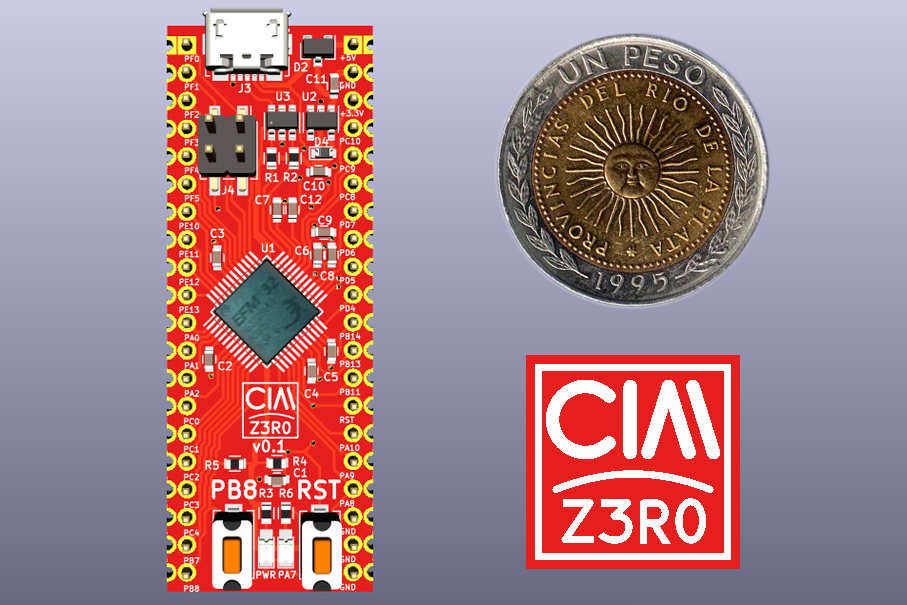 J3
D2
C11
U3
U2
D4
R1
R2
C10
J4
C7
C12
C9
C3
U1
C6
C8
EFM32
C2
C5
C4
CIAA
Z3R0
v0.1
R5
R4
C1
PB8
R3
R6
RST
PWR
PA7
PF0
PF1
PF2
PF3
PF4
PF5
PE10
PE11
PE12
PE13
PA0
PA1
PA2
PC0
PC1
PC2
PC3
PC4
PB7
PB8
+5V
GND
+3.3V
PC10
PC9
PC8
PD7
PD6
PD5
PD4
PB14
PB13
PB11
RST
PA10
PA9
PA8
GND
GND
GND
UN PESO
PROVINCIAS DEL RIO DE LA PLATA
1995
CIAA
Z3R0